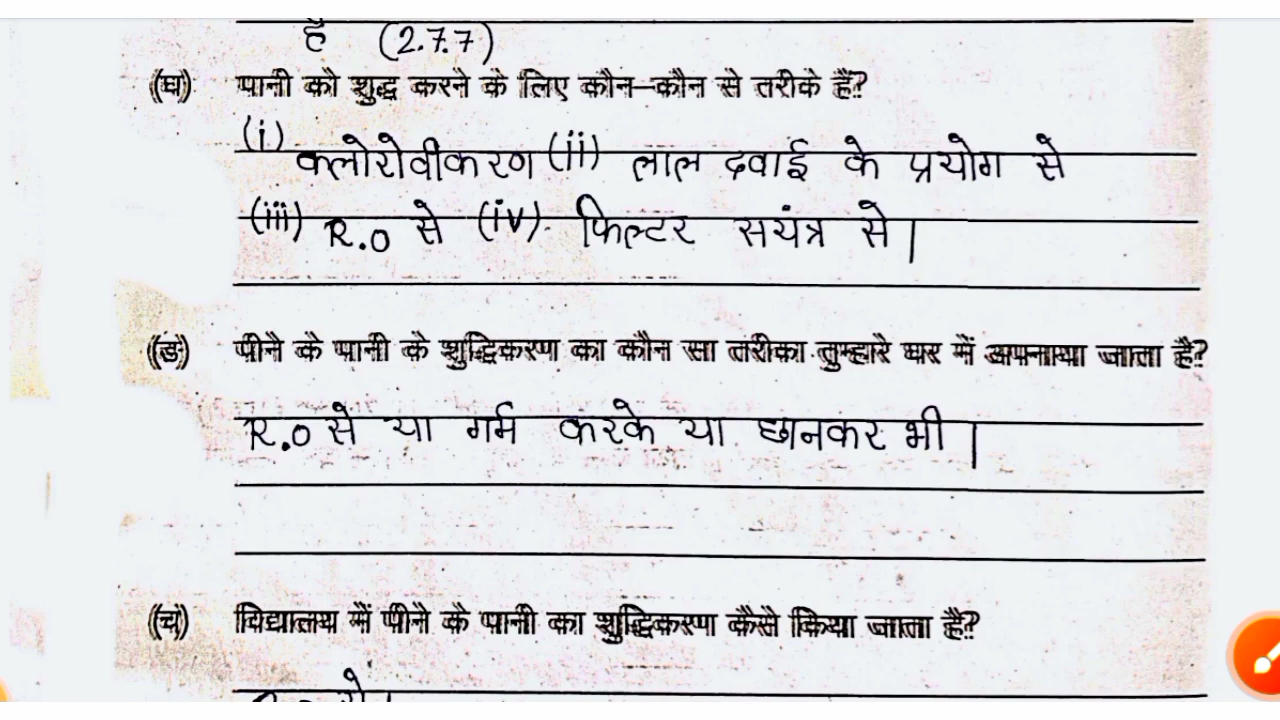 है (2.7.7)
(घ) पानी को शुद्ध करने के लिए कौन-कौन से तरीके हैं?
(i) क्लोरोवीकरण (ii) लाल दवाई के प्रयोग से
(iii) R.O से (iv). फिल्टर सयंत्र से।
(ङ) पीने के पानी के शुद्धिकरण का कौन सा तरीका तुम्हारे घर में अपनाया जाता है?
R.O से या गर्म करके या छानकर भी।
(च) विद्यालय में पीने के पानी का शुद्धिकरण कैसे किया जाता है?
R.O से।